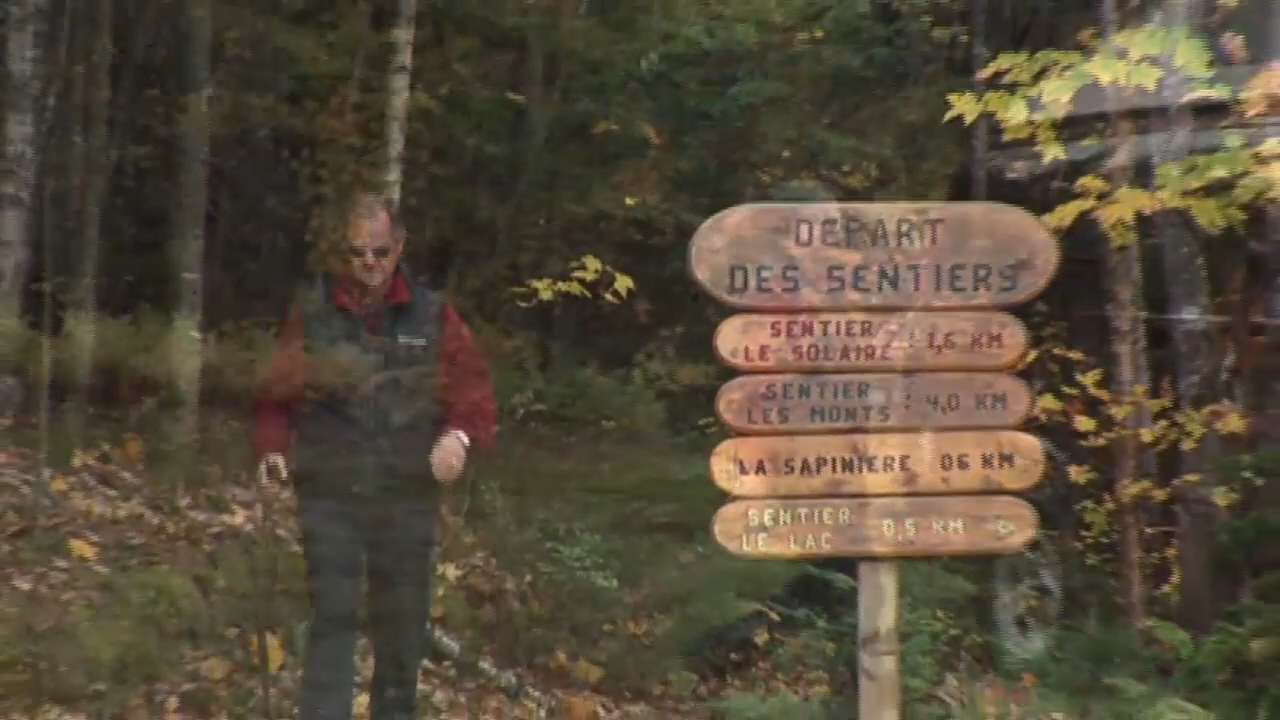 DEPART
DES SENTIERS
SENTIER
LE SOLAIRE : 1,6 KM
SENTIER
LES MONTS : 4,0 KM
LA SAPINIERE 06 KM
SENTIER
LE LAC 0,5 KM